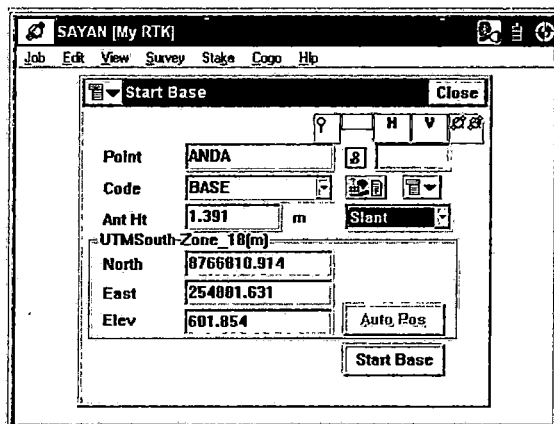 SAYAN [My RTK]
Job Edit View Survey Stake Cogo Hlp
Start Base Close
H V
Point ANDA
Code BASE
Ant Ht 1.391 m Slant
UTMSouth-Zone_18(m)
North 8766810.914
East 254881.631
Elev 601.854 Auto Pos
Start Base